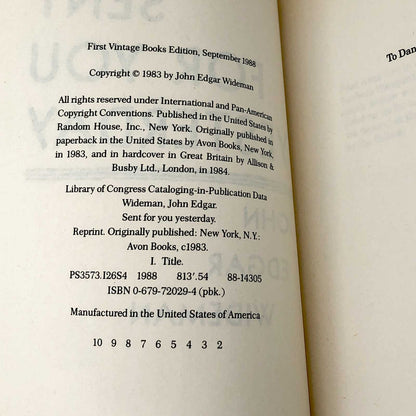 First Vintage Books Edition, September 1988
Copyright © 1983 by John Edgar Wideman
All rights reserved under International and Pan-American
Copyright Conventions. Published in the United States by
Random House, Inc., New York. Originally published in
paperback in the United States by Avon Books, New York,
in 1983, and in hardcover in Great Britain by Allison &
Busby Ltd., London, in 1984.
Library of Congress Cataloging-in-Publication Data
Wideman, John Edgar.
Sent for you yesterday.
Reprint. Originally published: New York, N.Y.:
Avon Books, c1983.
I. Title.
PS3573.I26S4 1988 813'.54 88-14305
ISBN 0-679-72029-4 (pbk.)
Manufactured in the United States of America
10 9 8 7 6 5 4 3 2
To Dan